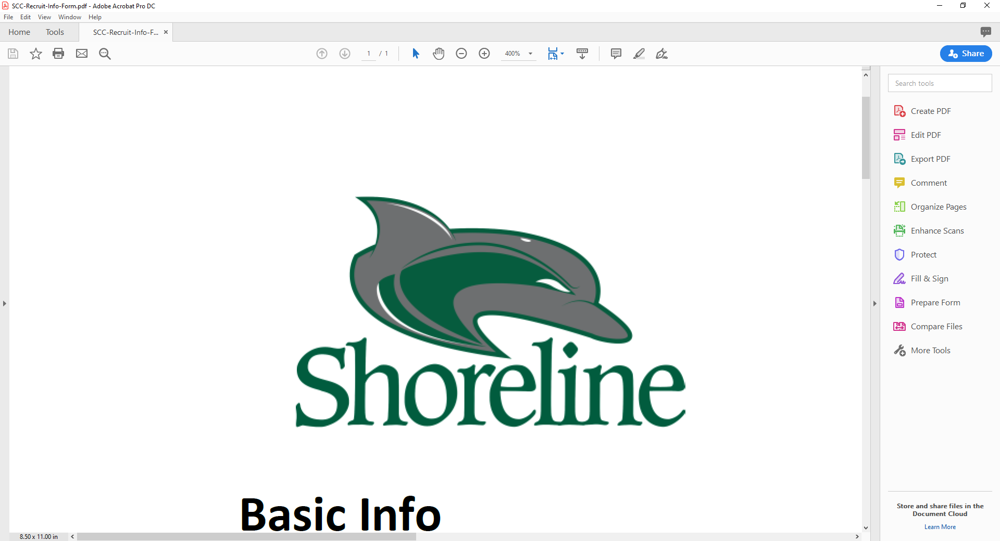 SCC-Recruit-Info-Form.pdf - Adobe Acrobat Pro DC
File Edit View Window Help
Home Tools SCC-Recruit-Info-F... ×
1 / 1 400% Share
Search tools
Create PDF
Edit PDF
Export PDF
Comment
Organize Pages
Enhance Scans
Protect
Fill & Sign
Prepare Form
Compare Files
More Tools
Shoreline
Basic Info
Store and share files in the
Document Cloud
Learn More
8.50 x 11.00 in